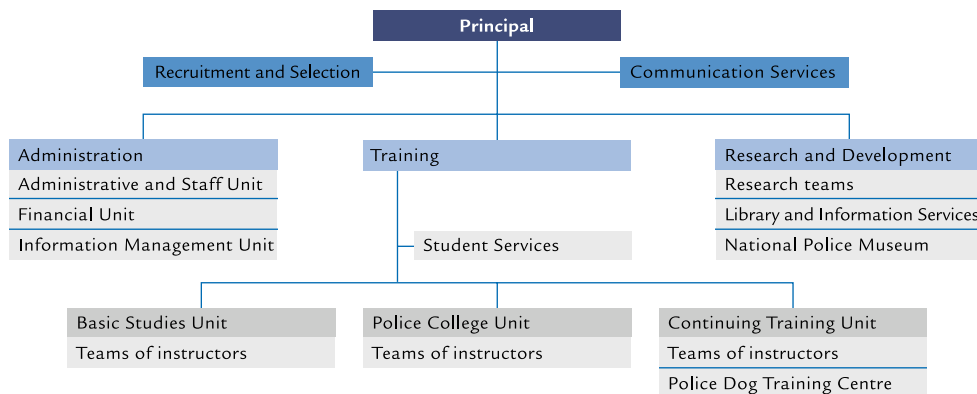 Principal
Recruitment and Selection
Communication Services
Administration
Administrative and Staff Unit
Financial Unit
Information Management Unit
Training
Student Services
Research and Development
Research teams
Library and Information Services
National Police Museum
Basic Studies Unit
Teams of instructors
Police College Unit
Teams of instructors
Continuing Training Unit
Teams of instructors
Police Dog Training Centre